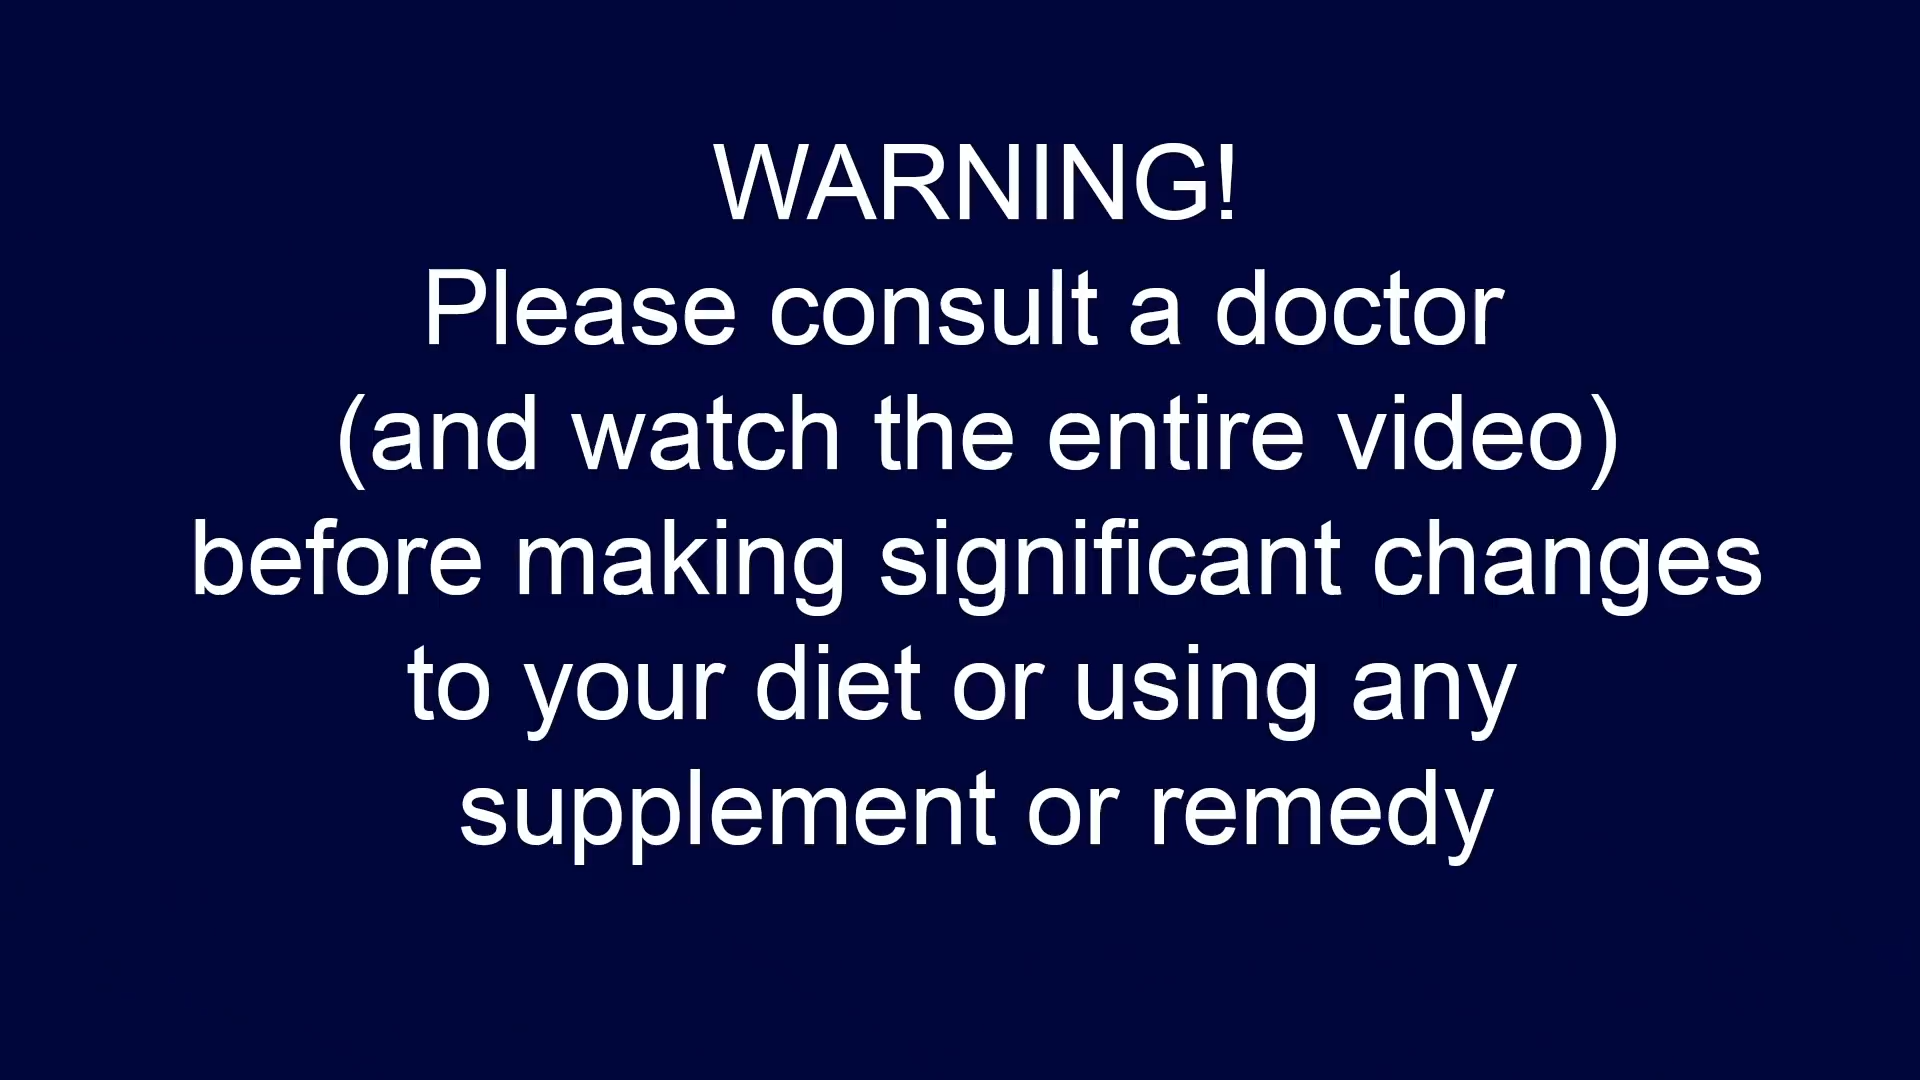 WARNING!
Please consult a doctor
(and watch the entire video)
before making significant changes
to your diet or using any
supplement or remedy